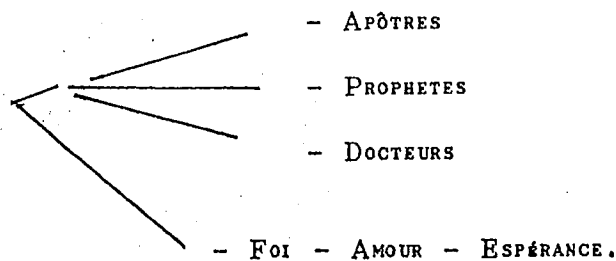 - APÔTRES
- PROPHETES
- DOCTEURS
- FOI - AMOUR - ESPÉRANCE.